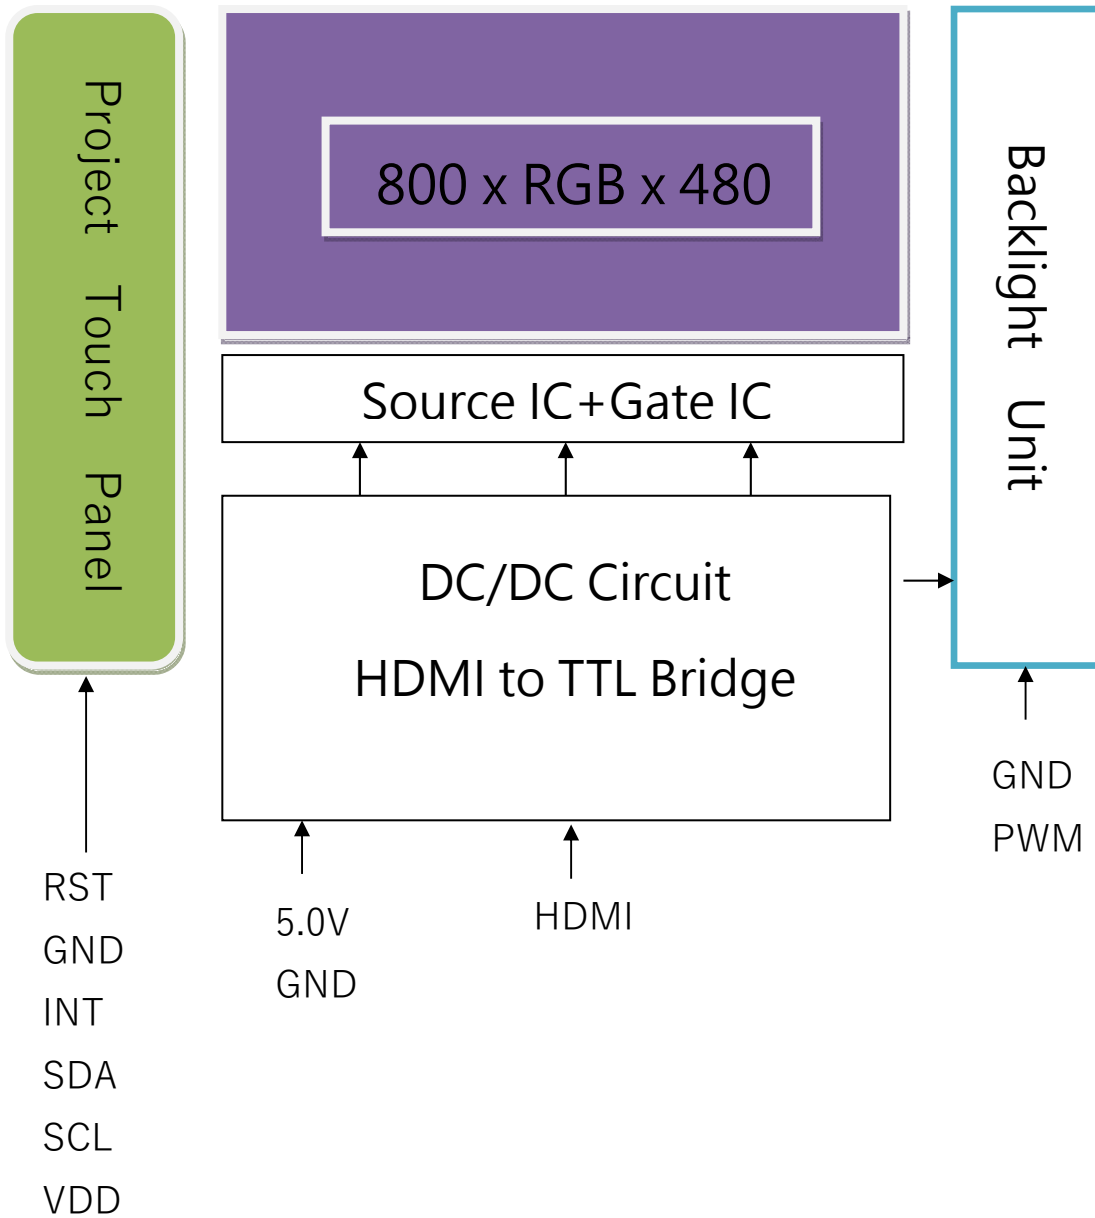 Project Touch Panel
800 x RGB x 480
Source IC+Gate IC
DC/DC Circuit
HDMI to TTL Bridge
Backlight Unit
RST
GND
INT
SDA
SCL
VDD
5.0V
GND
HDMI
GND
PWM